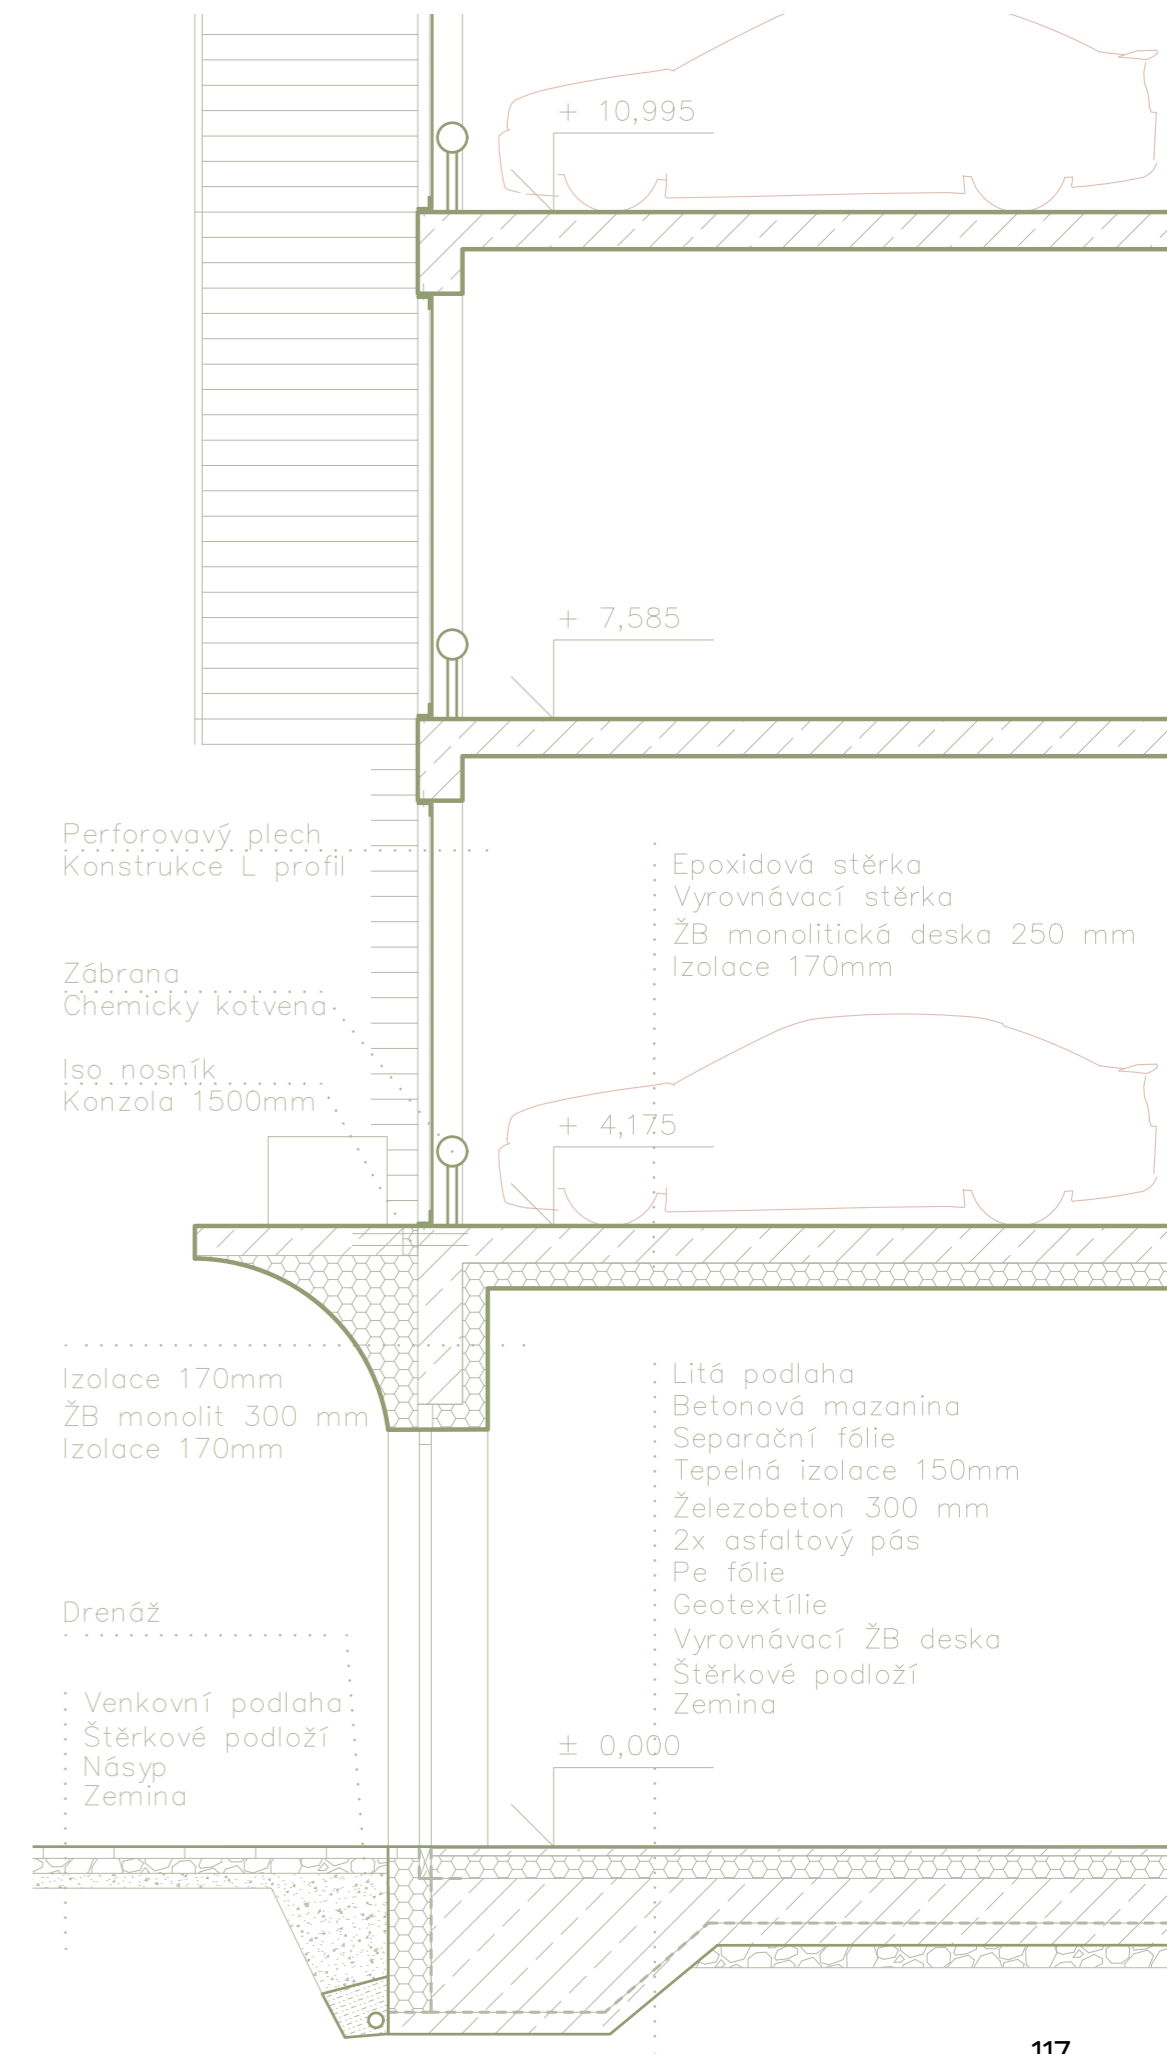 + 10,995
+ 7,585
Perforovavý plech
Konstrukce L profil
Epoxidová stěrka
Vyrovnávací stěrka
ŽB monolitická deska 250 mm
Izolace 170mm
Zábrana
Chemicky kotvena
Iso nosník
Konzola 1500mm
+ 4,175
Izolace 170mm
ŽB monolit 300 mm
Izolace 170mm
Litá podlaha
Betonová mazanina
Separační fólie
Tepelná izolace 150mm
Železobeton 300 mm
2x asfaltový pás
Pe fólie
Geotextílie
Vyrovnávací ŽB deska
Štěrkové podloží
Zemina
Drenáž
Venkovní podlaha
Štěrkové podloží
Násyp
Zemina
± 0,000
117